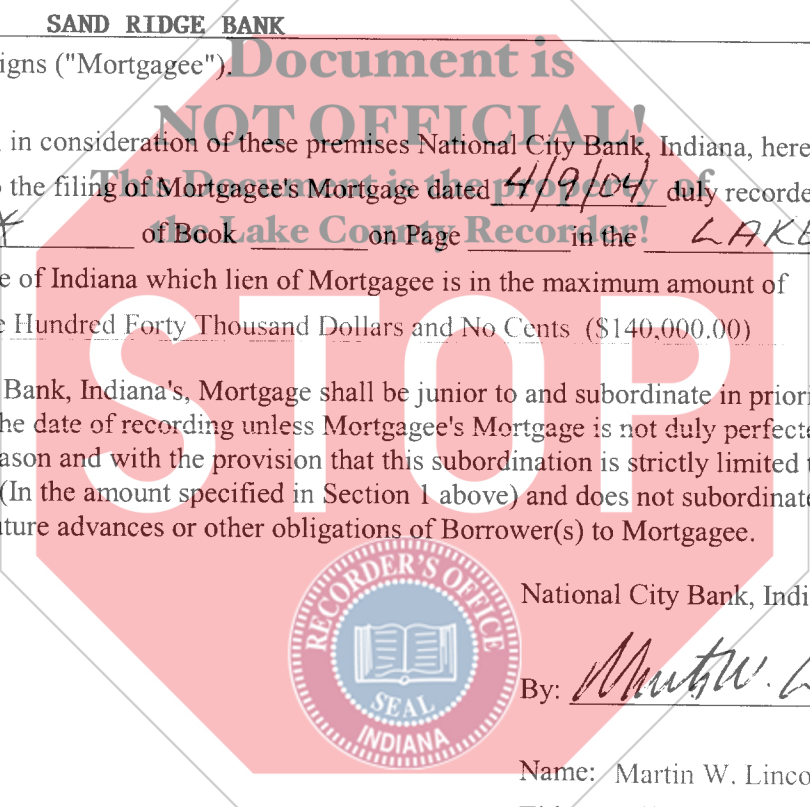 SAND RIDGE BANK
igns ("Mortgagee").
Document is
NOT OFFICIAL!
in consideration of these premises National City Bank, Indiana, here
This Document is the property of
the filing of Mortgagee's Mortgage dated 4/9/04 duly recorde
the Lake County Recorder!
of Book on Page in the LAKE
e of Indiana which lien of Mortgagee is in the maximum amount of
e Hundred Forty Thousand Dollars and No Cents ($140,000.00)
STOP
Bank, Indiana's, Mortgage shall be junior to and subordinate in priori
he date of recording unless Mortgagee's Mortgage is not duly perfecte
ason and with the provision that this subordination is strictly limited t
(In the amount specified in Section 1 above) and does not subordinate
uture advances or other obligations of Borrower(s) to Mortgagee.
RECORDER'S OFFICE
SEAL
INDIANA
National City Bank, Indi
By:
Name: Martin W. Linco